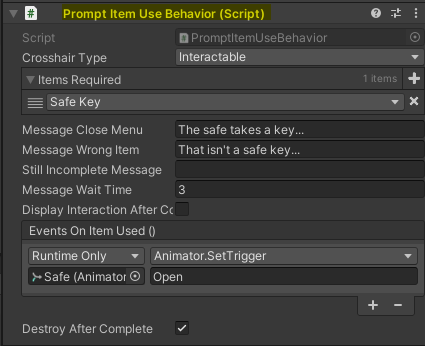 Prompt Item Use Behavior (Script)
Script PromptItemUseBehavior
Crosshair Type Interactable
Items Required 1 items
Safe Key
Message Close Menu The safe takes a key...
Message Wrong Item That isn't a safe key...
Still Incomplete Message
Message Wait Time 3
Display Interaction After Co
Events On Item Used ()
Runtime Only Animator.SetTrigger
Safe (Animator Open
Destroy After Complete